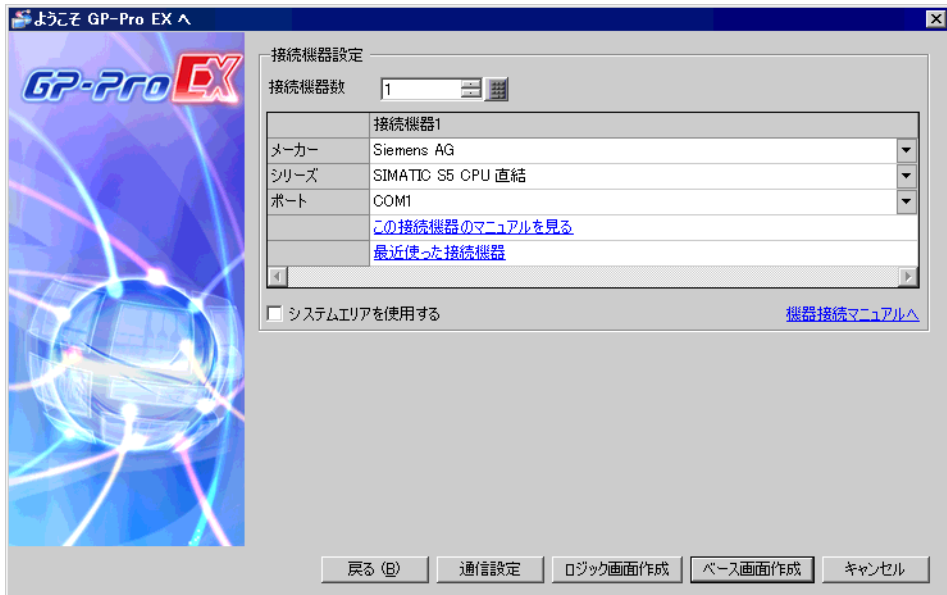 ようこそ GP-Pro EX へ
GP-Pro EX
接続機器設定
接続機器数 1
接続機器1
メーカー Siemens AG
シリーズ SIMATIC S5 CPU 直結
ポート COM1
この接続機器のマニュアルを見る
最近使った接続機器
システムエリアを使用する 機器接続マニュアルへ
戻る (B) 通信設定 ロジック画面作成 ベース画面作成 キャンセル